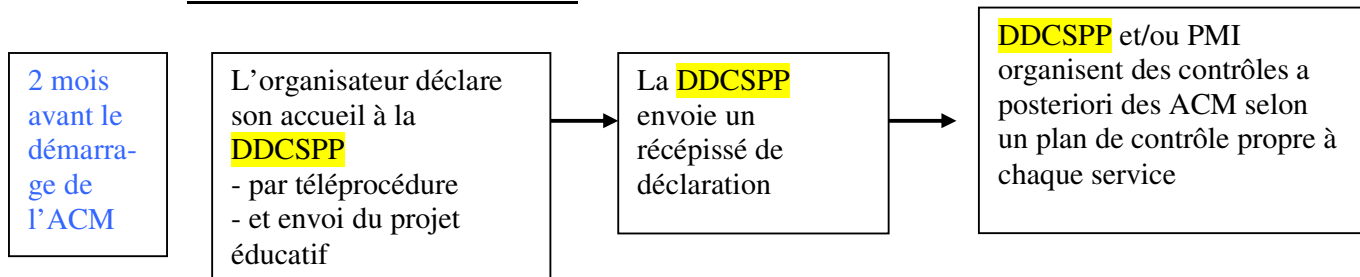 2 mois
avant le
démarra-
ge de
l'ACM
L'organisateur déclare
son accueil à la
DDCSPP
- par téléprocédure
- et envoi du projet
éducatif
La DDCSPP
envoie un
récépissé de
déclaration
DDCSPP et/ou PMI
organisent des contrôles a
posteriori des ACM selon
un plan de contrôle propre à
chaque service